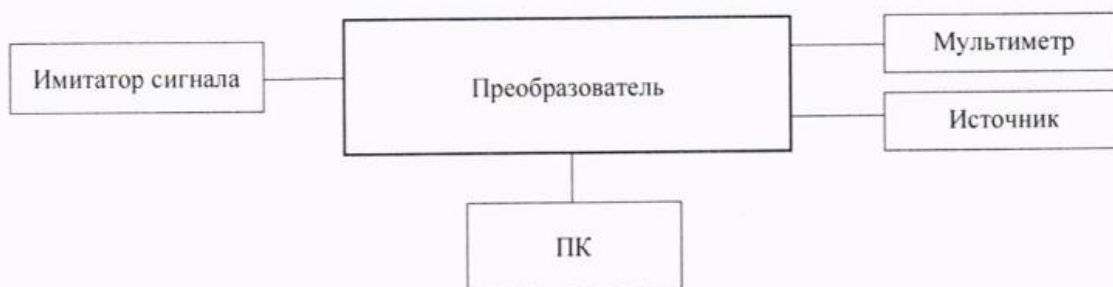 Мультиметр
Имитатор сигнала
Преобразователь
Источник
ПК